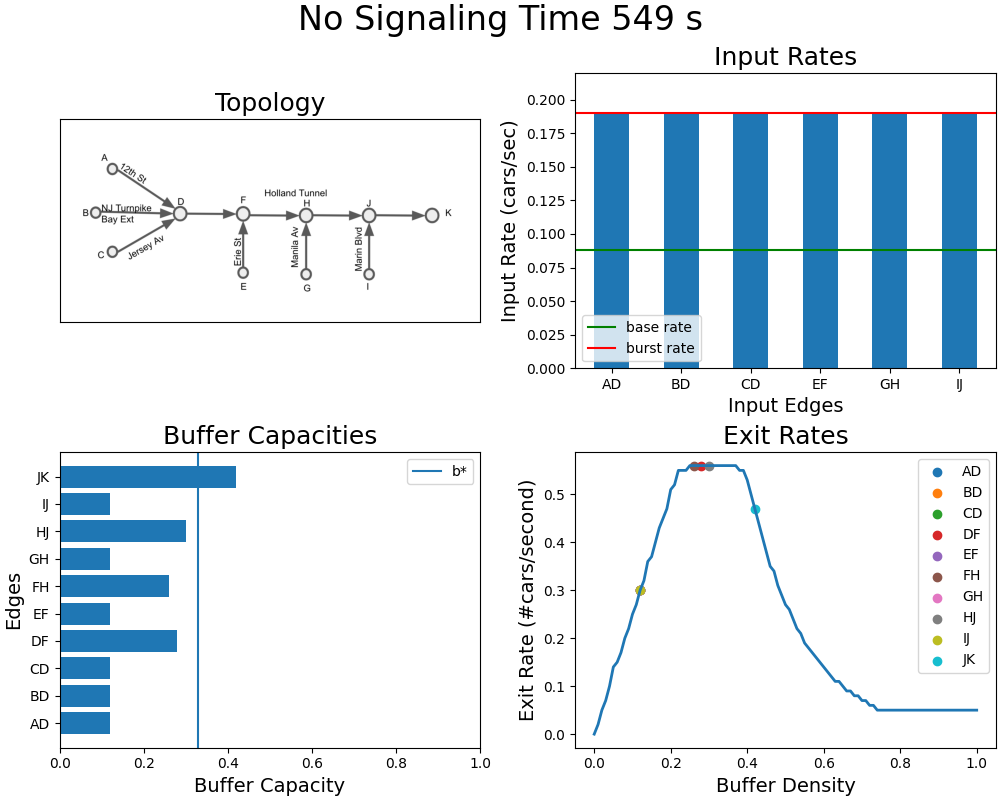 No Signaling Time 549 s
Topology
A
12th St
B
NJ Turnpike
Bay Ext
C
Jersey Av
D
F
Holland Tunnel
H
J
K
Erie St
Manila Av
Marin Blvd
E
G
I
Input Rates
Input Rate (cars/sec)
0.200
0.175
0.150
0.125
0.100
0.075
0.050
0.025
0.000
base rate
burst rate
AD BD CD EF GH IJ
Input Edges
Buffer Capacities
Edges
JK
IJ
HJ
GH
FH
EF
DF
CD
BD
AD
b*
0.0 0.2 0.4 0.6 0.8 1.0
Buffer Capacity
Exit Rates
Exit Rate (#cars/second)
0.5
0.4
0.3
0.2
0.1
0.0
AD
BD
CD
DF
EF
FH
GH
HJ
IJ
JK
0.0 0.2 0.4 0.6 0.8 1.0
Buffer Density